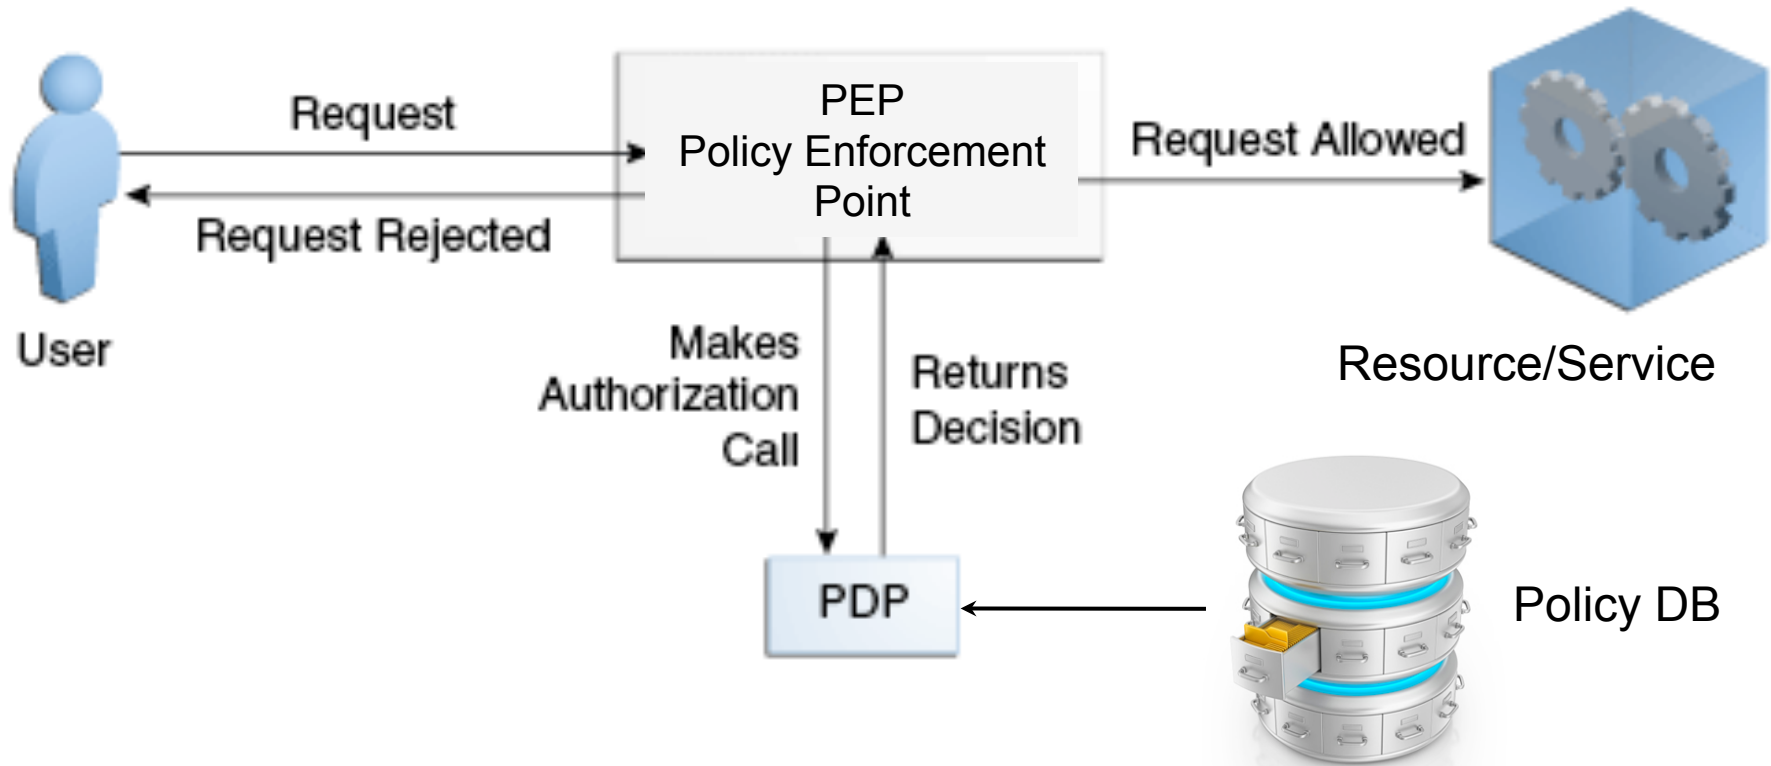 Request
PEP
Policy Enforcement
Point
Request Allowed
Request Rejected
User
Makes
Authorization
Call
Returns
Decision
Resource/Service
PDP
Policy DB